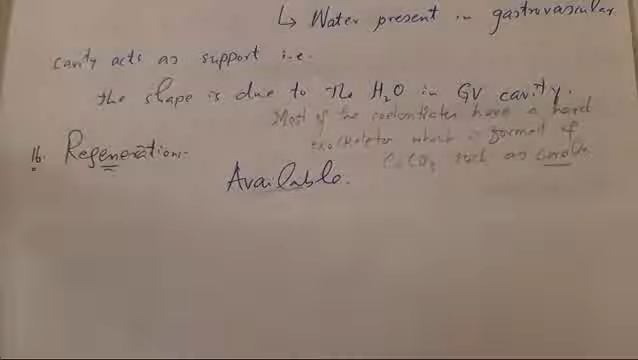 ↳ Water present in gastrovascular
cavity acts as support i.e.
the shape is due to the H₂O in GV cavity.
Most of the coelentrates have a hard
exoskeleton which is formed of
CaCO₃ such as corals
16. Regeneration:-
Available.